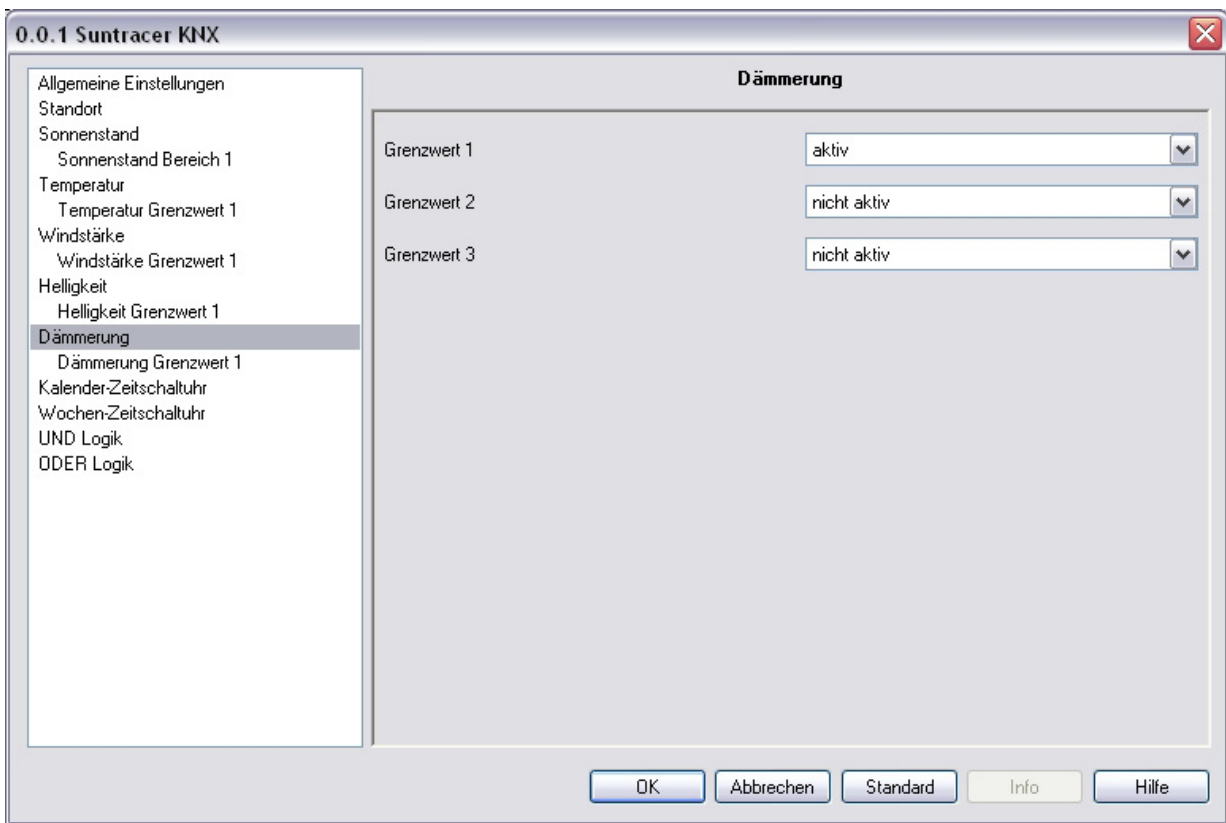 0.0.1 Suntracer KNX
Allgemeine Einstellungen
Standort
Sonnenstand
Sonnenstand Bereich 1
Temperatur
Temperatur Grenzwert 1
Windstärke
Windstärke Grenzwert 1
Helligkeit
Helligkeit Grenzwert 1
Dämmerung
Dämmerung Grenzwert 1
Kalender-Zeitschaltuhr
Wochen-Zeitschaltuhr
UND Logik
ODER Logik
Dämmerung
Grenzwert 1 aktiv
Grenzwert 2 nicht aktiv
Grenzwert 3 nicht aktiv
OK Abbrechen Standard Info Hilfe